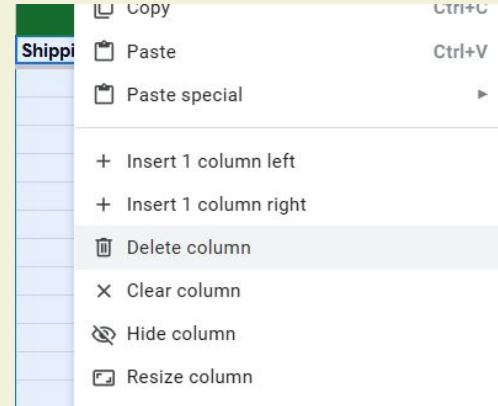 Copy Ctrl+C
Shippi
Paste Ctrl+V
Paste special
Insert 1 column left
Insert 1 column right
Delete column
Clear column
Hide column
Resize column